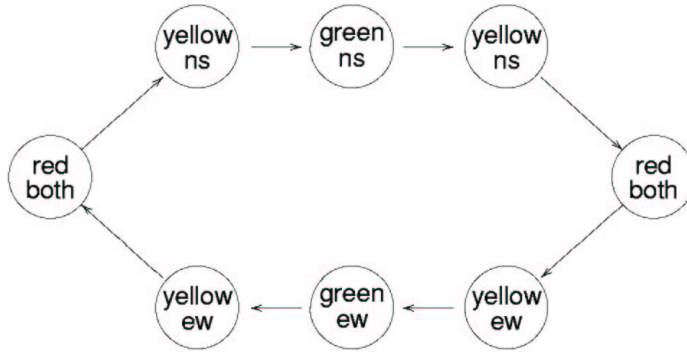 yellow
ns
green
ns
yellow
ns
red
both
red
both
yellow
ew
green
ew
yellow
ew